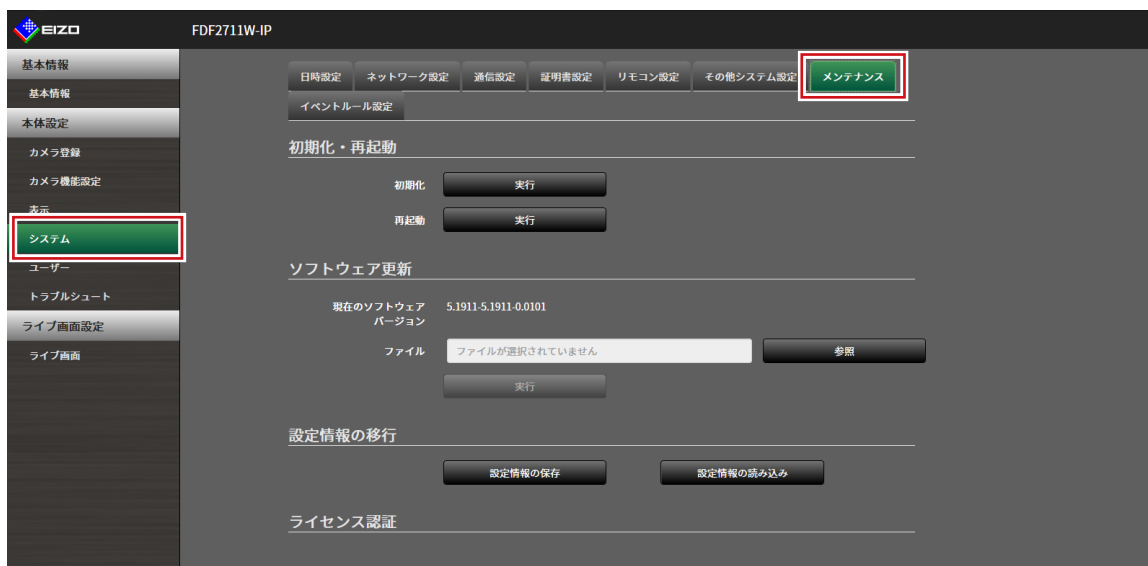 EIZO
FDF2711W-IP
基本情報
基本情報
本体設定
カメラ登録
カメラ機能設定
表示
システム
ユーザー
トラブルシュート
ライブ画面設定
ライブ画面
日時設定 ネットワーク設定 通信設定 証明書設定 リモコン設定 その他システム設定 メンテナンス
イベントルール設定
初期化・再起動
初期化 実行
再起動 実行
ソフトウェア更新
現在のソフトウェア 5.1911-5.1911-0.0101
バージョン
ファイル ファイルが選択されていません 参照
実行
設定情報の移行
設定情報の保存 設定情報の読み込み
ライセンス認証